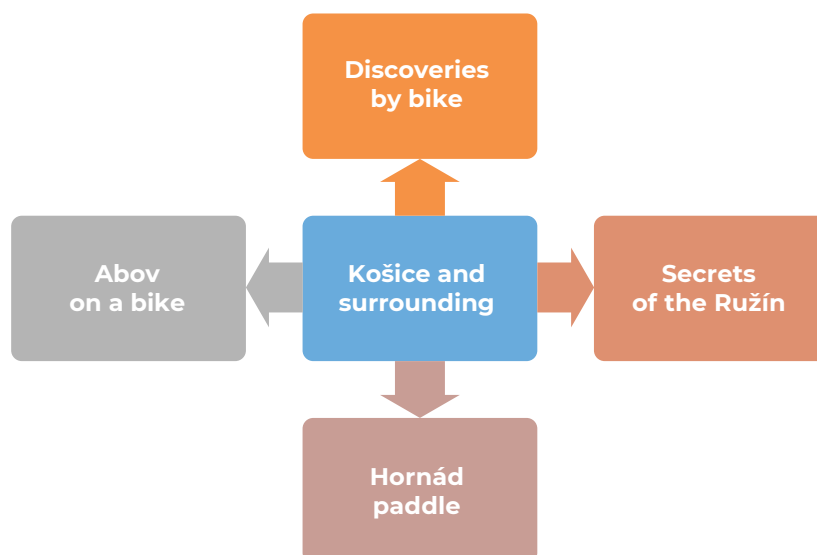 Discoveries
by bike
Abov
on a bike
Košice and
surrounding
Secrets
of the Ružín
Hornád
paddle